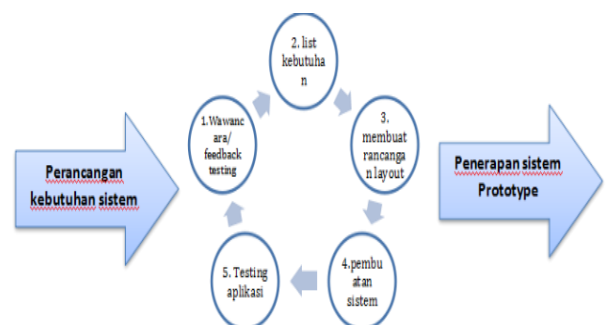 Perancangan
kebutuhan sistem
1.Wawanc
ara/
feedback
testing
2. list
kebutuha
n
3.
membuat
rancanga
n layout
4.pembu
atan
sistem
5. Testing
aplikasi
Penerapan sistem
Prototype